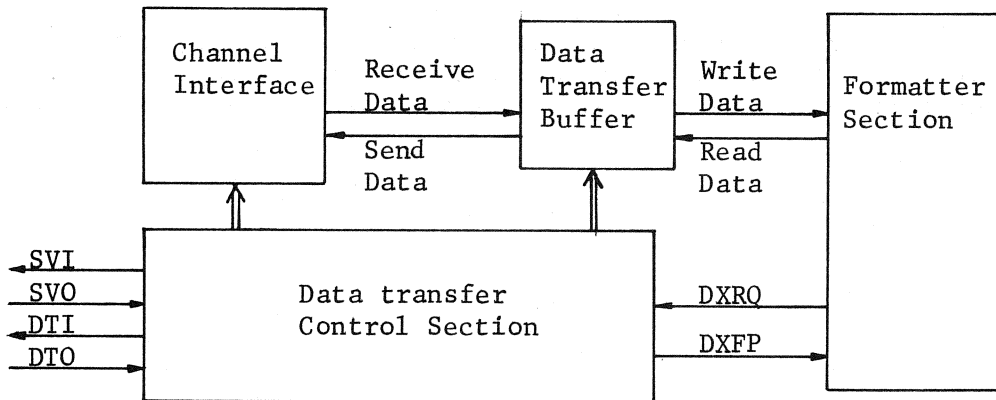 Channel
Interface
Receive
Data
Send
Data
Data
Transfer
Buffer
Write
Data
Read
Data
Formatter
Section
SVI
SVO
DTI
DTO
Data transfer
Control Section
DXRQ
DXFP